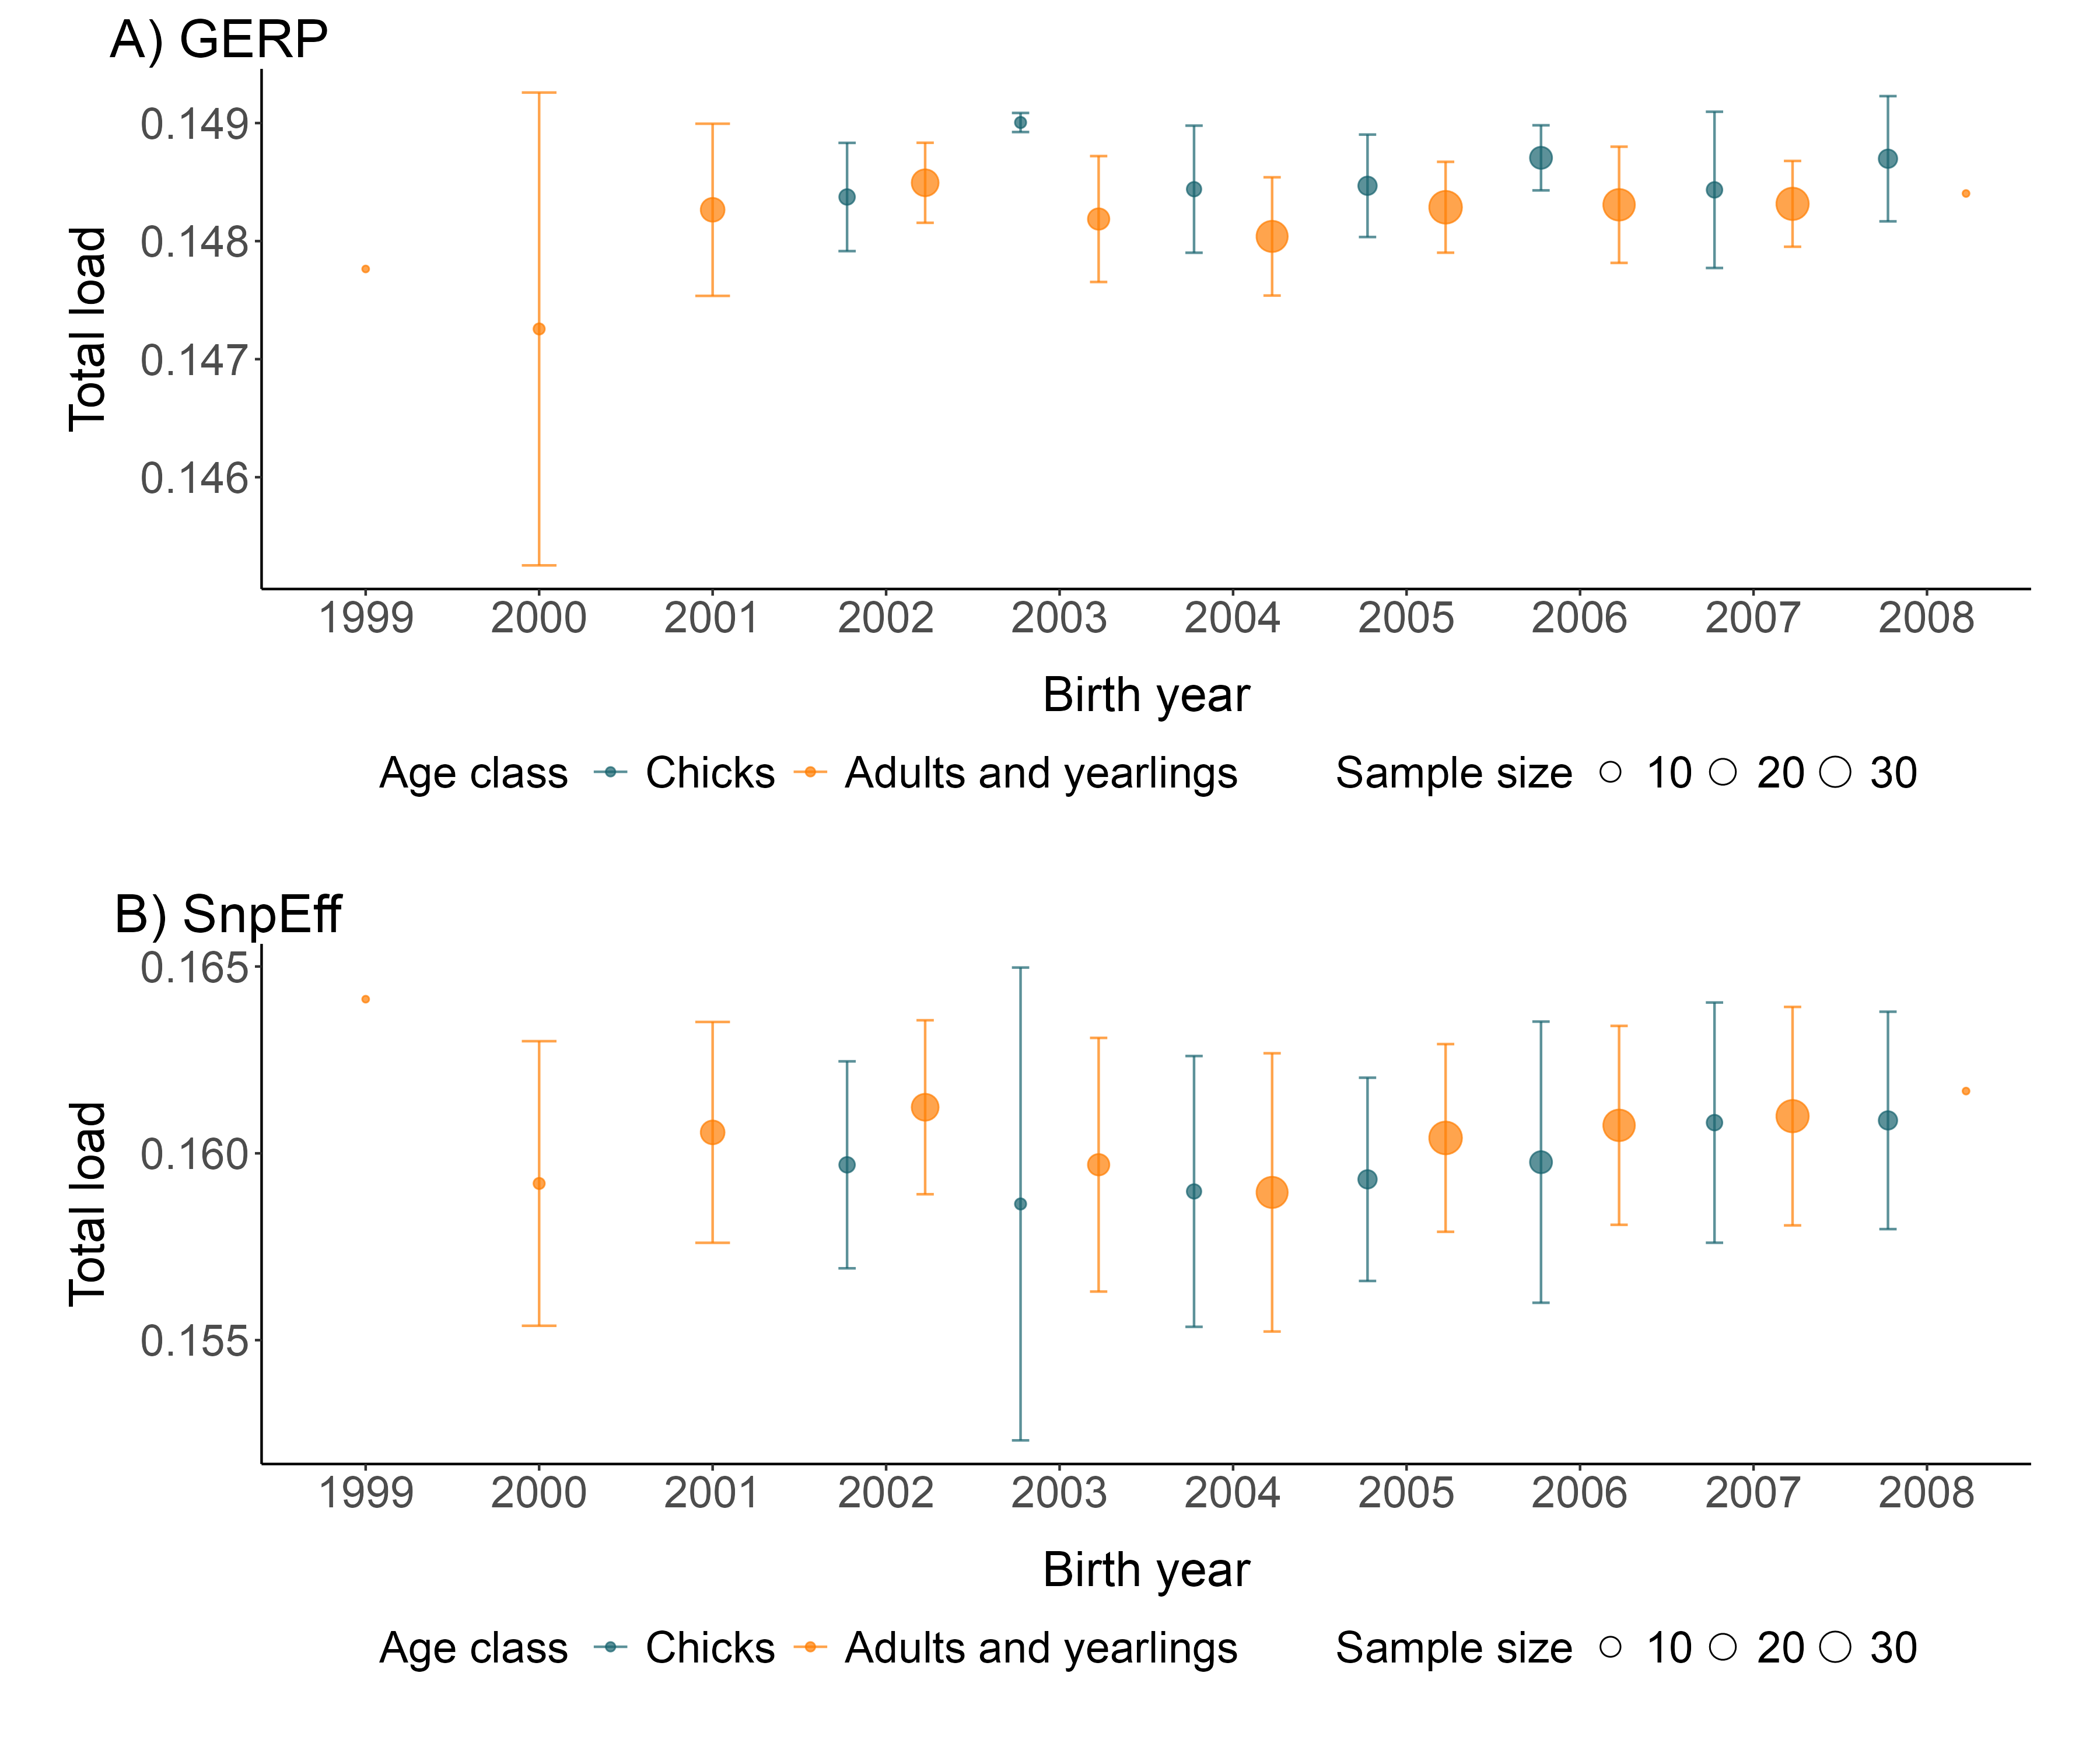 A) GERP
Total load
0.149
0.148
0.147
0.146
1999 2000 2001 2002 2003 2004 2005 2006 2007 2008
Birth year
Age class Chicks Adults and yearlings Sample size 10 20 30
B) SnpEff
Total load
0.165
0.160
0.155
1999 2000 2001 2002 2003 2004 2005 2006 2007 2008
Birth year
Age class Chicks Adults and yearlings Sample size 10 20 30